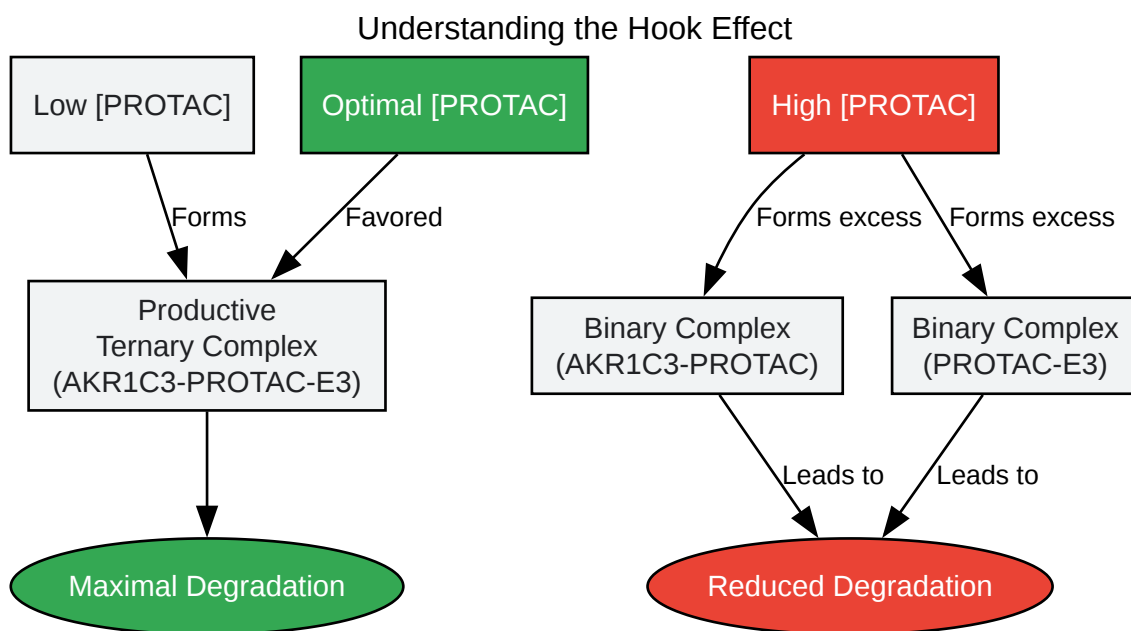 Understanding the Hook Effect
Low [PROTAC]
Optimal [PROTAC]
High [PROTAC]
Forms
Favored
Forms excess
Forms excess
Productive
Ternary Complex
(AKR1C3-PROTAC-E3)
Binary Complex
(AKR1C3-PROTAC)
Binary Complex
(PROTAC-E3)
Leads to
Leads to
Maximal Degradation
Reduced Degradation